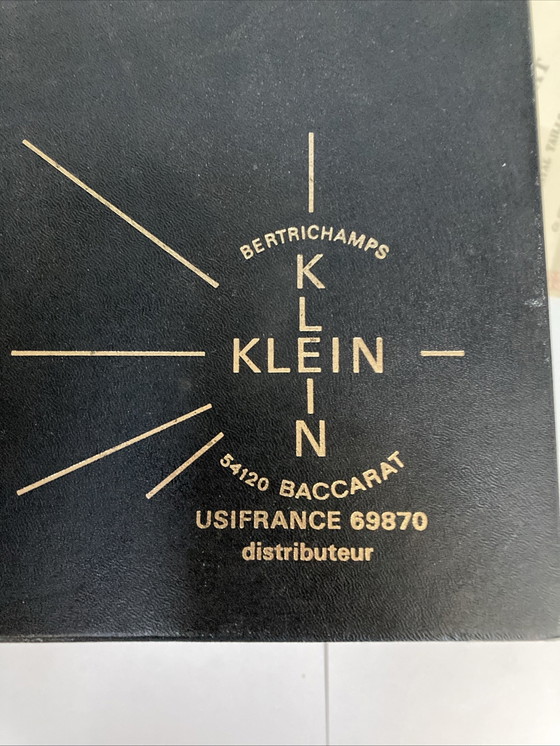 BERTRICHAMPS
K
L
KLEIN
I
N
54120 BACCARAT
USIFRANCE 69870
distributeur